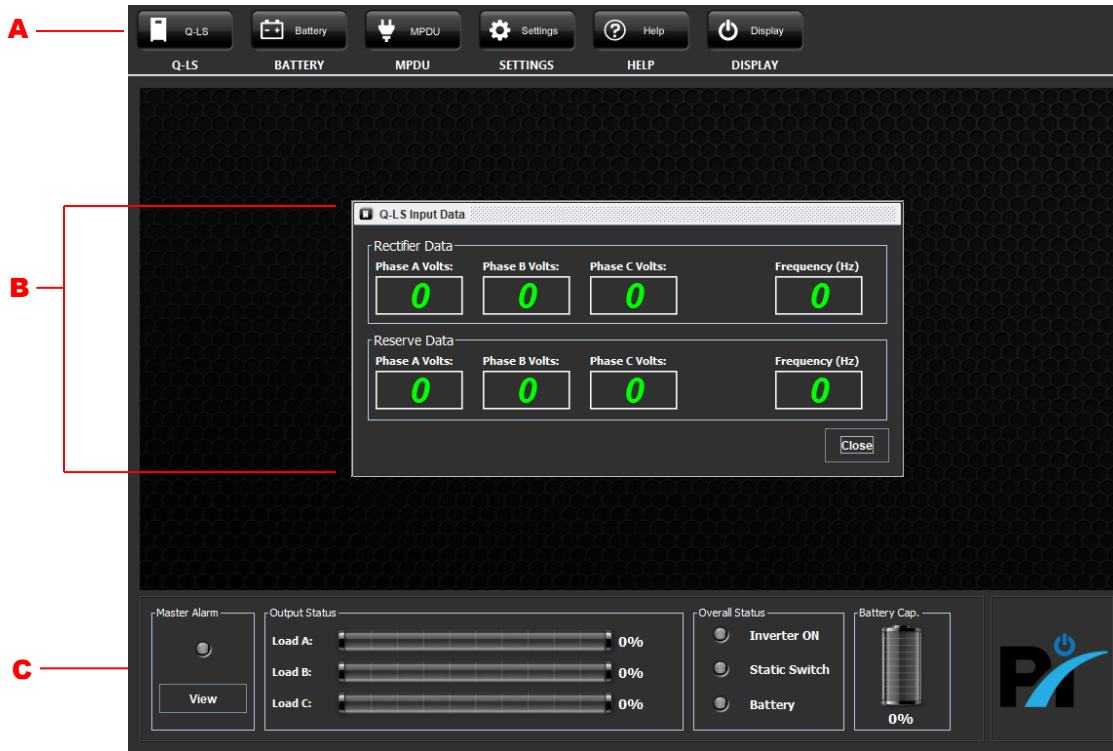 A
Q-LS Battery MPDU Settings Help Display
Q-LS BATTERY MPDU SETTINGS HELP DISPLAY
B
Q-LS Input Data
Rectifier Data
Phase A Volts: Phase B Volts: Phase C Volts: Frequency (Hz)
0 0 0 0
Reserve Data
Phase A Volts: Phase B Volts: Phase C Volts: Frequency (Hz)
0 0 0 0
Close
C
Master Alarm
View
Output Status
Load A: 0%
Load B: 0%
Load C: 0%
Overall Status
Inverter ON
Static Switch
Battery
Battery Cap.
0%
Pi